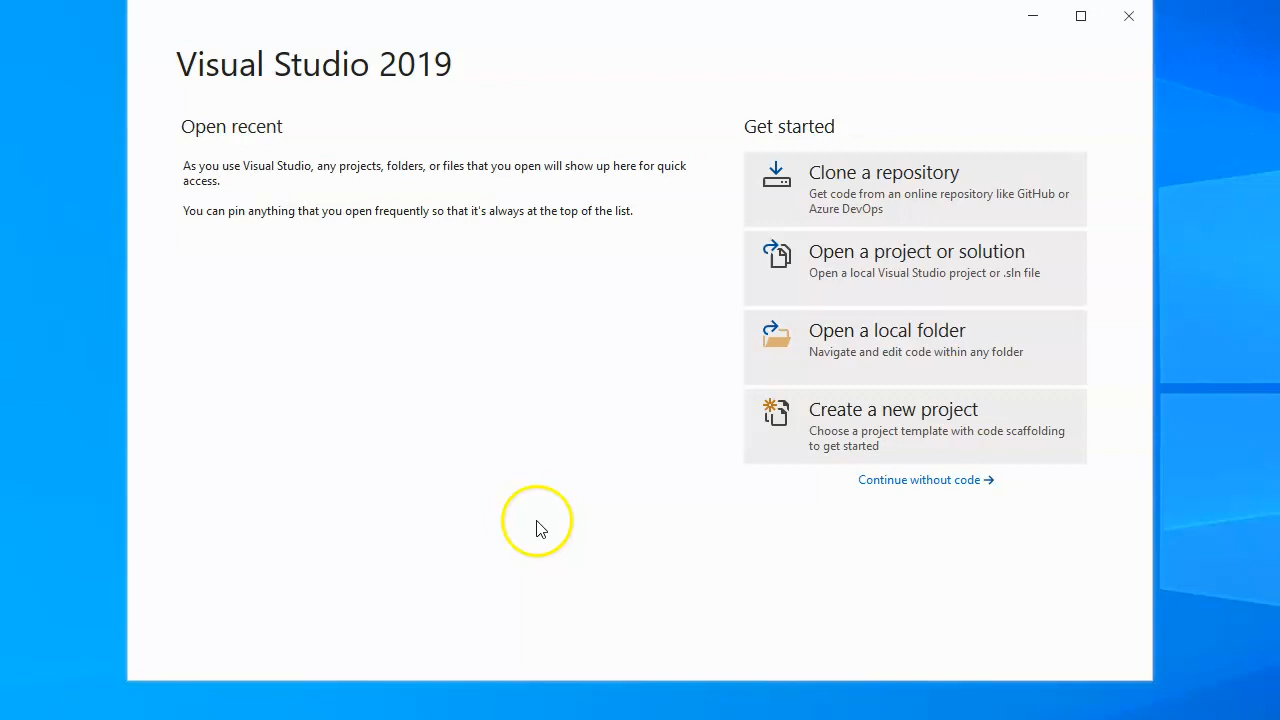 Visual Studio 2019
Open recent
As you use Visual Studio, any projects, folders, or files that you open will show up here for quick
access.
You can pin anything that you open frequently so that it's always at the top of the list.
Get started
Clone a repository
Get code from an online repository like GitHub or
Azure DevOps
Open a project or solution
Open a local Visual Studio project or .sln file
Open a local folder
Navigate and edit code within any folder
Create a new project
Choose a project template with code scaffolding
to get started
Continue without code →